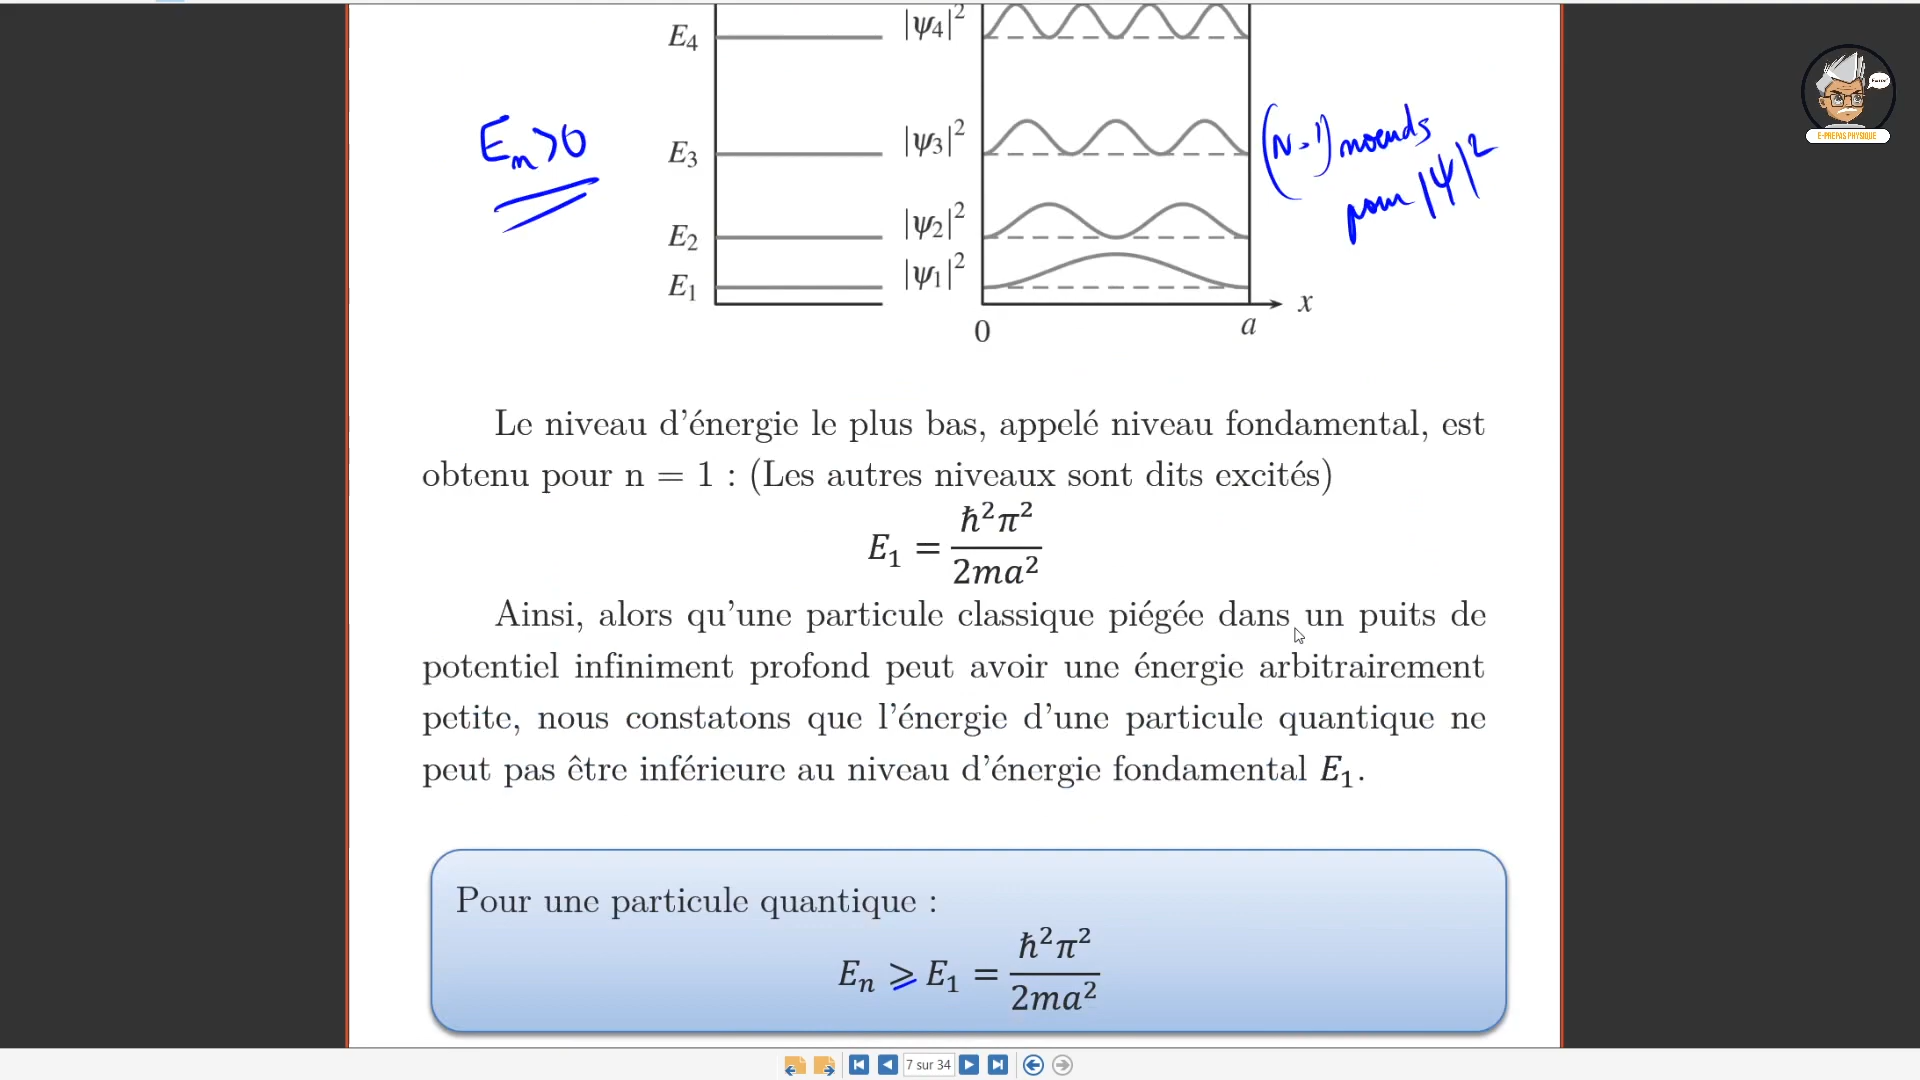 E₄ |ψ₄|²
Eₙ>0
E₃ |ψ₃|²
(n-1) noeuds
pour |ψ|²
E₂ |ψ₂|²
E₁ |ψ₁|²
x
0 a
Le niveau d'énergie le plus bas, appelé niveau fondamental, est
obtenu pour n = 1 : (Les autres niveaux sont dits excités)
E₁ = ħ²π² / 2ma²
Ainsi, alors qu'une particule classique piégée dans un puits de
potentiel infiniment profond peut avoir une énergie arbitrairement
petite, nous constatons que l'énergie d'une particule quantique ne
peut pas être inférieure au niveau d'énergie fondamental E₁.
Pour une particule quantique :
Eₙ ⩾ E₁ = ħ²π² / 2ma²
E-PREPAS PHYSIQUE
7 sur 34